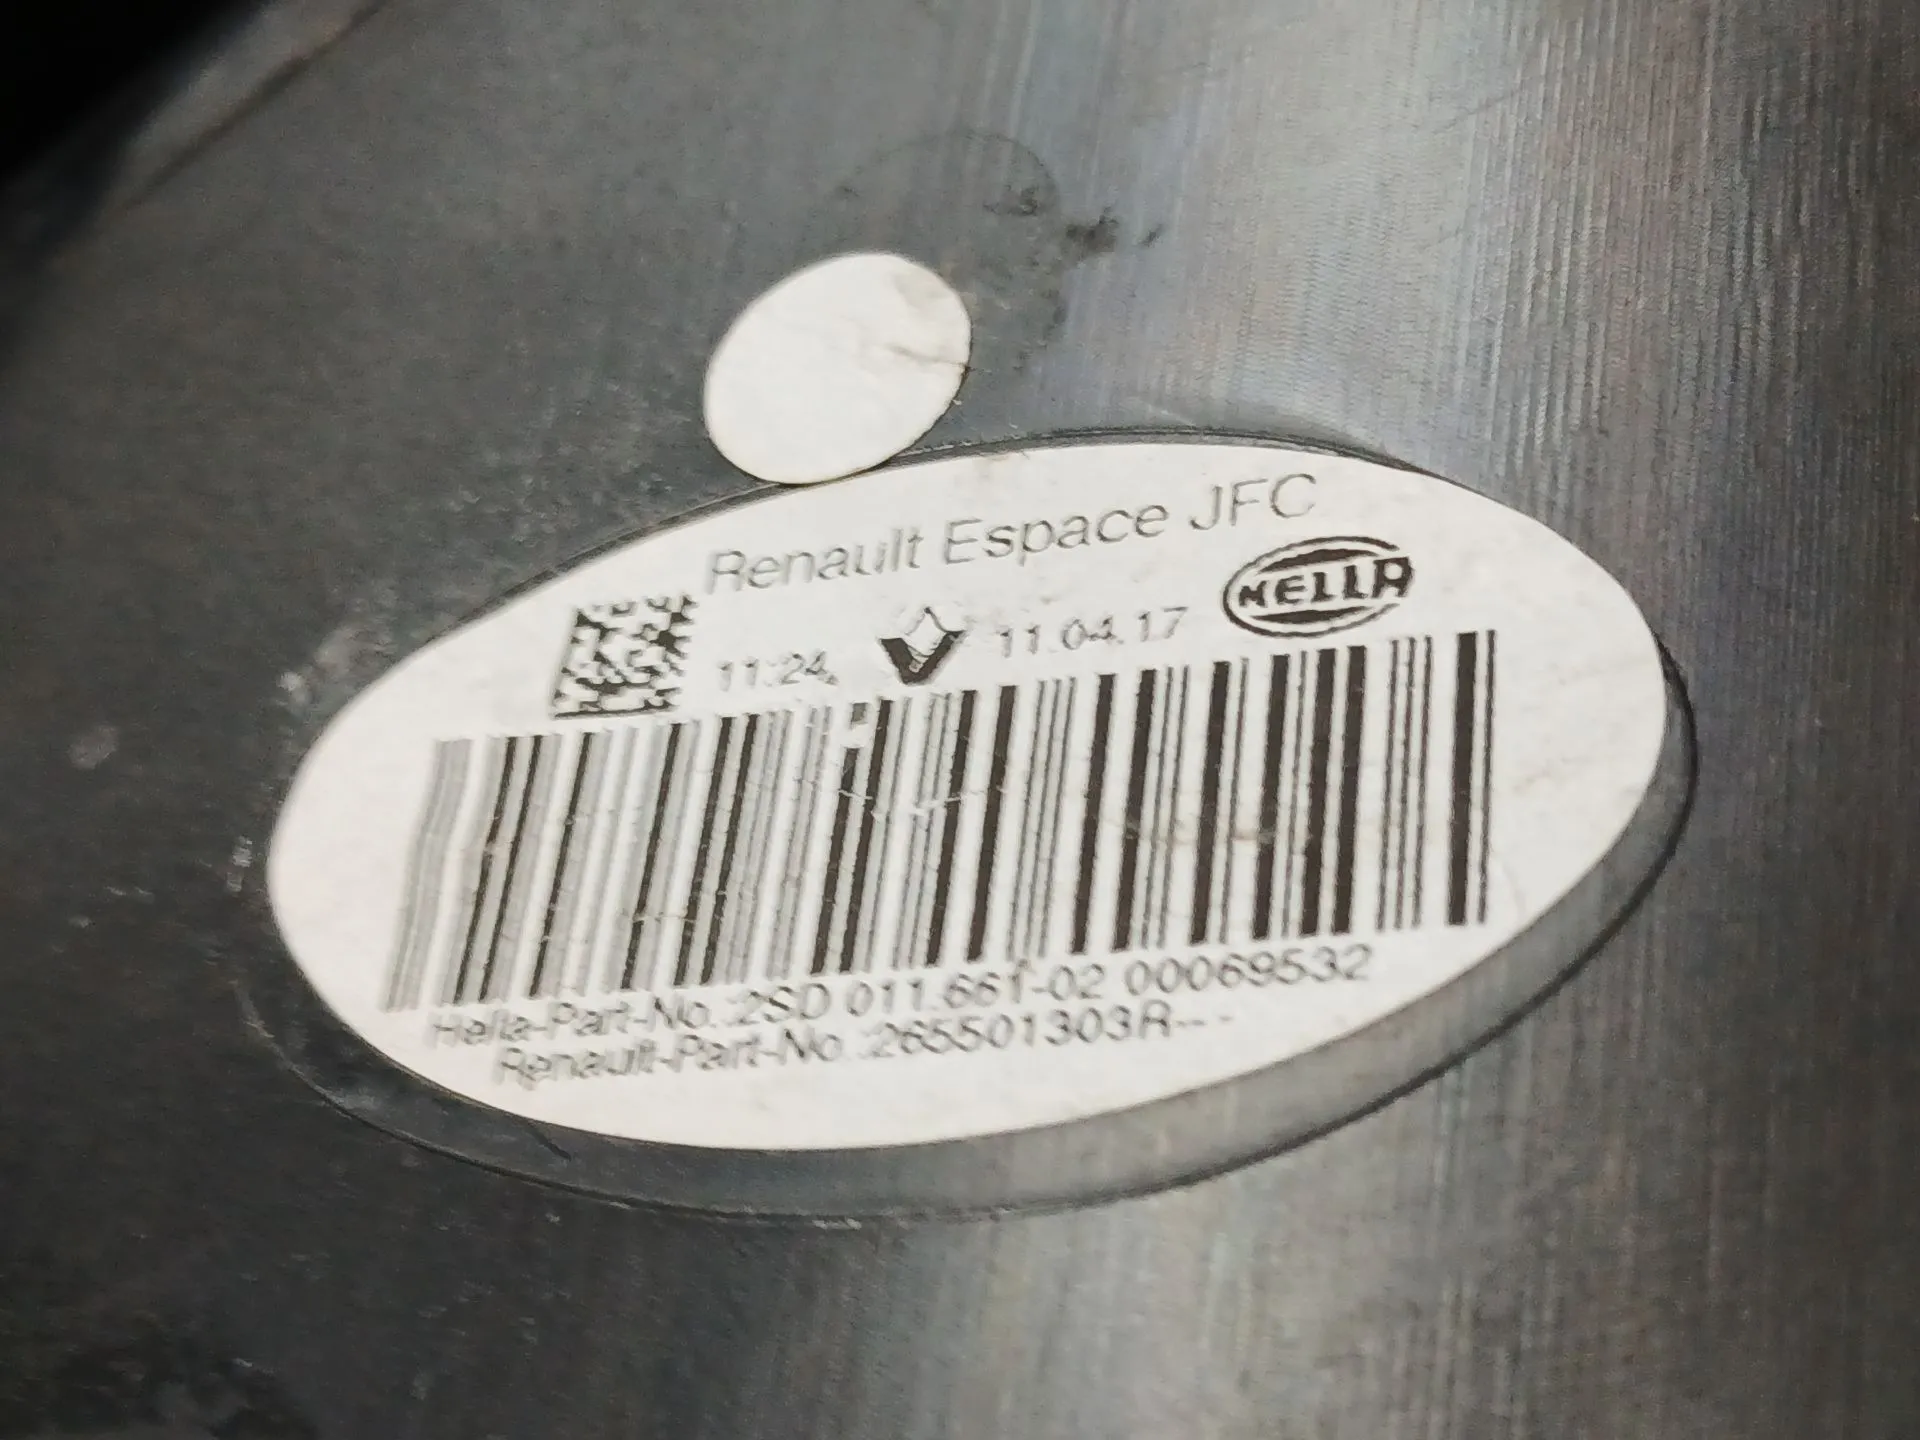 Renault Espace JFC
11:24 11.04.17 HELLA
Hella-Part-No.:2SD 011.661-02 00069532
Renault-Part-No.:265501303R---